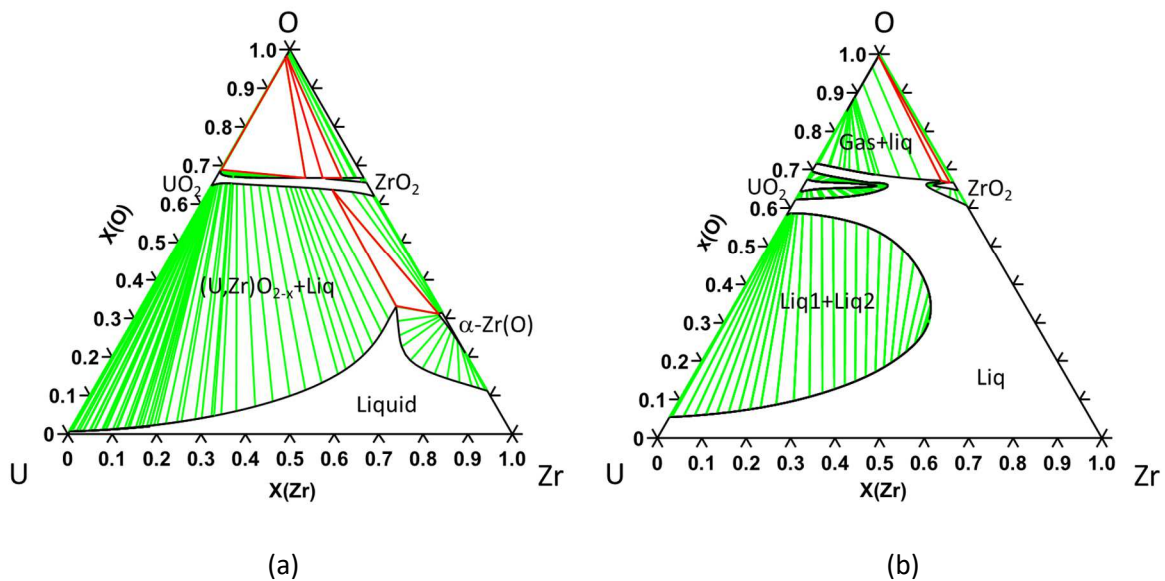 O
1.0
0.9
0.8
0.7
UO2
ZrO2
0.6
X(O)
0.5
0.4
(U,Zr)O2-x+Liq
0.3
α-Zr(O)
0.2
0.1
Liquid
0
U
0 0.1 0.2 0.3 0.4 0.5 0.6 0.7 0.8 0.9 1.0
Zr
X(Zr)
(a)
O
1.0
0.9
0.8
Gas+liq
0.7
UO2
ZrO2
0.6
X(O)
0.5
0.4
Liq1+Liq2
0.3
0.2
Liq
0.1
0
U
0 0.1 0.2 0.3 0.4 0.5 0.6 0.7 0.8 0.9 1.0
Zr
X(Zr)
(b)